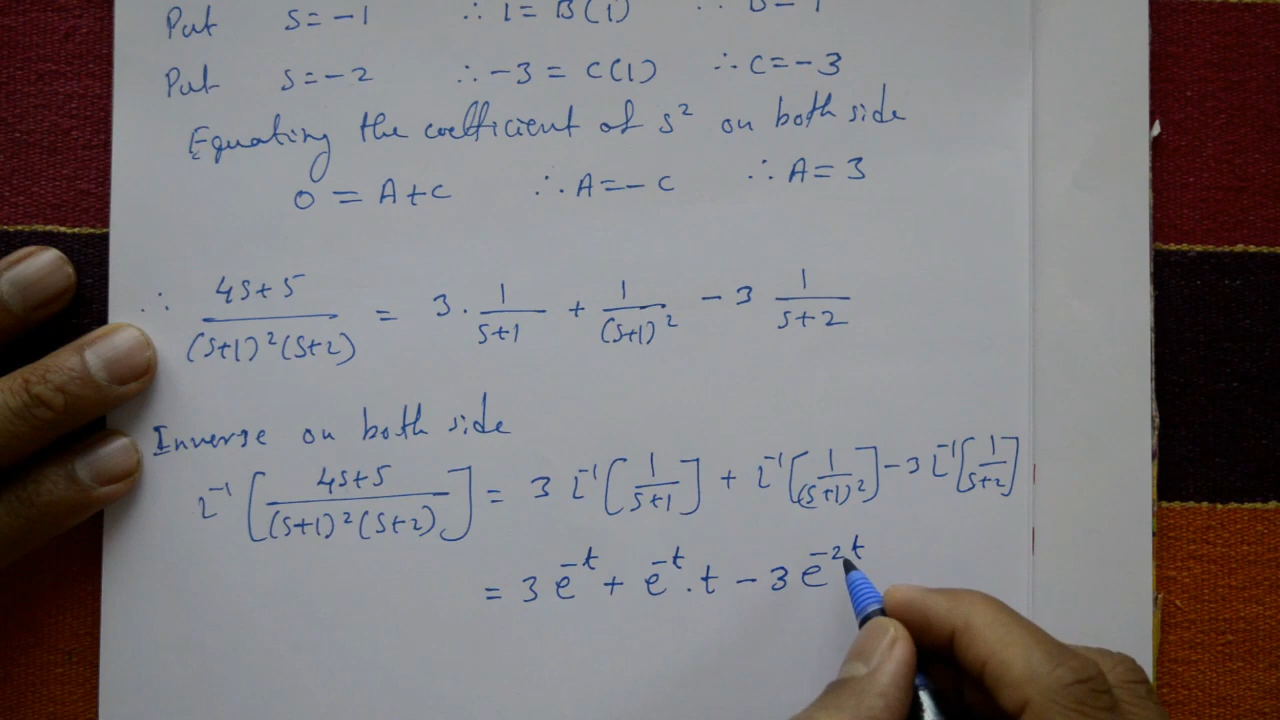 Put s = -1 ∴ 1 = B(1) ∴ B = 1
Put s = -2 ∴ -3 = C(1) ∴ C = -3
Equating the coefficient of s² on both side
0 = A+C ∴ A = -C ∴ A = 3
∴ 4s+5/(s+1)²(s+2) = 3 · 1/s+1 + 1/(s+1)² - 3 1/s+2
Inverse on both side
L⁻¹[4s+5/(s+1)²(s+2)] = 3 L⁻¹[1/s+1] + L⁻¹[1/(s+1)²] - 3 L⁻¹[1/s+2]
= 3e⁻ᵗ + e⁻ᵗ.t - 3e⁻²ᵗ